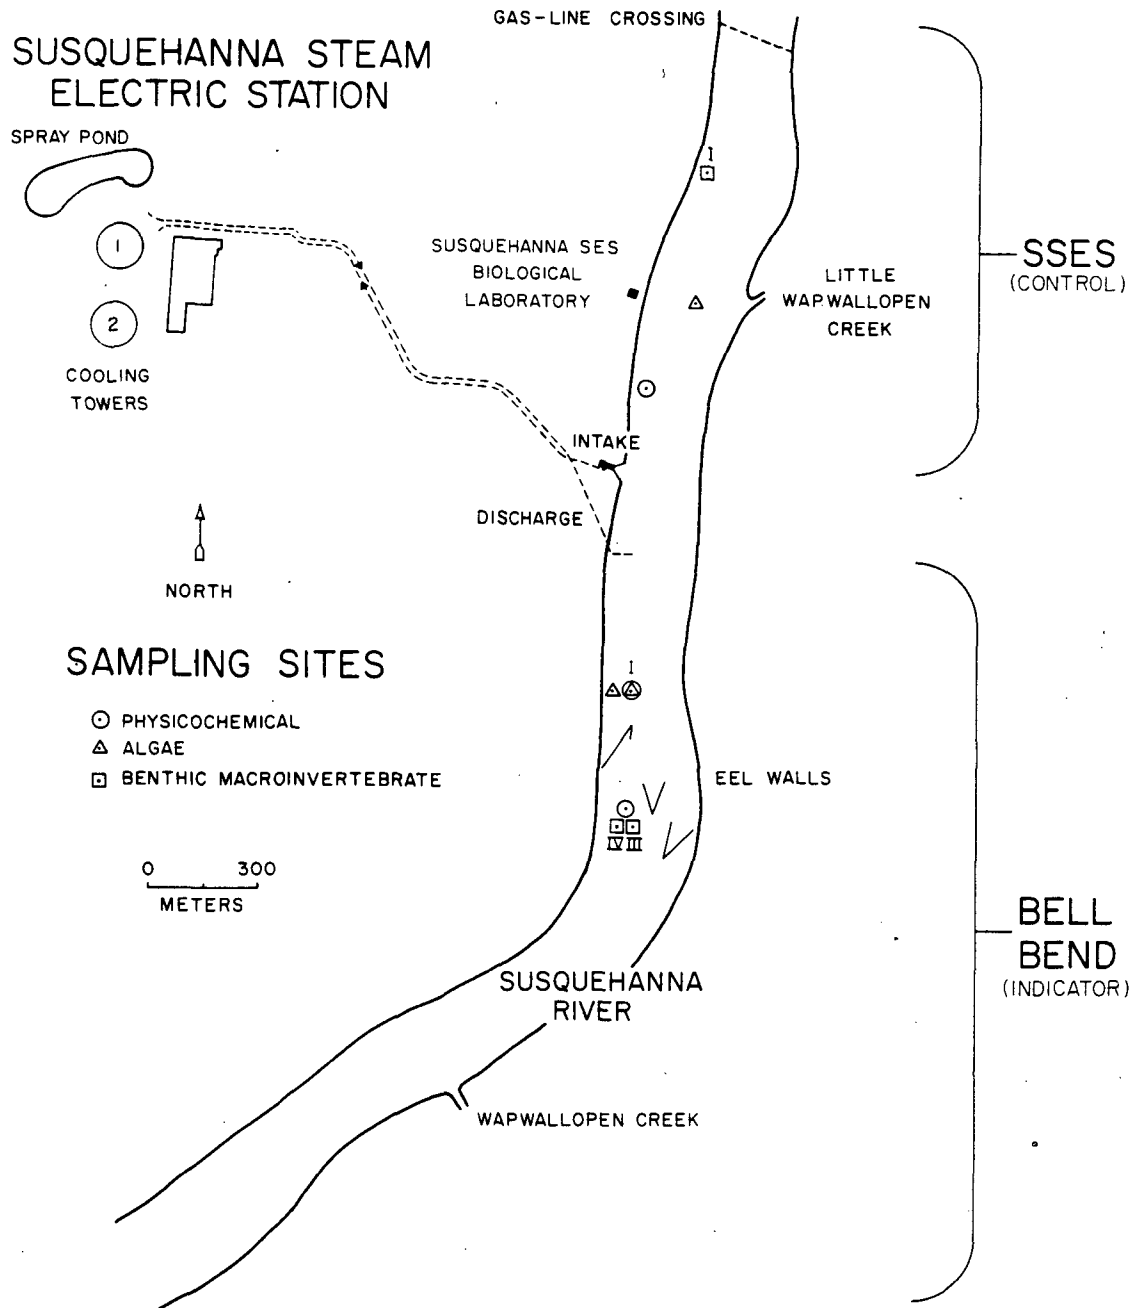 GAS-LINE CROSSING
SUSQUEHANNA STEAM
ELECTRIC STATION
SPRAY POND
I
1
SUSQUEHANNA SES
BIOLOGICAL
LABORATORY
SSES
(CONTROL)
LITTLE
WAPWALLOPEN
CREEK
2
COOLING
TOWERS
INTAKE
DISCHARGE
NORTH
SAMPLING SITES
I
PHYSICOCHEMICAL
ALGAE
BENTHIC MACROINVERTEBRATE
EEL WALLS
IV III
0 300
METERS
BELL
BEND
(INDICATOR)
SUSQUEHANNA
RIVER
WAPWALLOPEN CREEK